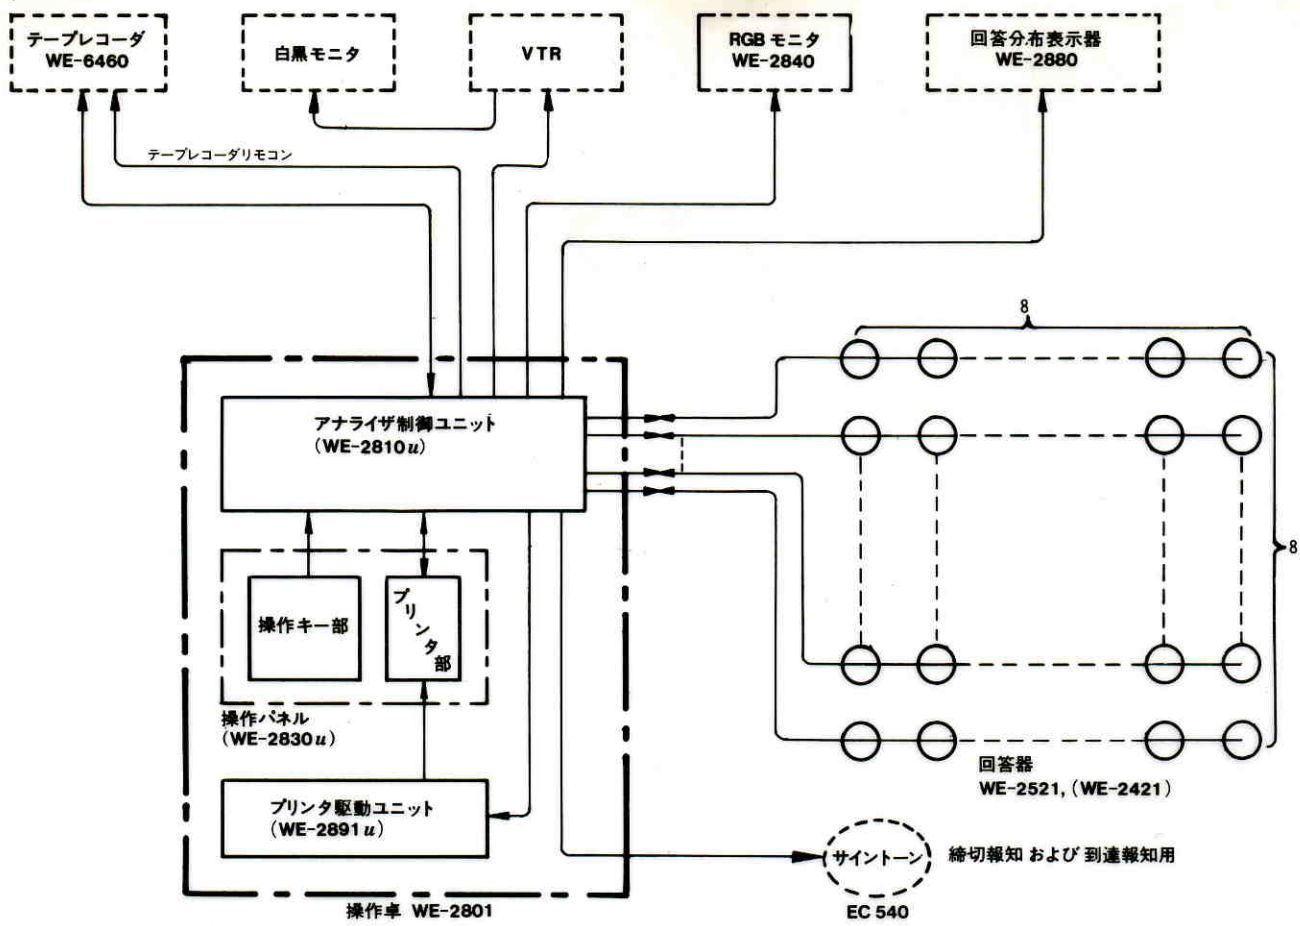 テープレコーダ
WE-6460
白黒モニタ
VTR
RGB モニタ
WE-2840
回答分布表示器
WE-2880
テープレコーダリモコン
8
アナライザ制御ユニット
(WE-2810u)
8
操作キー部
プリンタ部
操作パネル
(WE-2830u)
回答器
WE-2521, (WE-2421)
プリンタ駆動ユニット
(WE-2891u)
サイントーン
締切報知 および 到達報知用
操作卓 WE-2801
EC 540